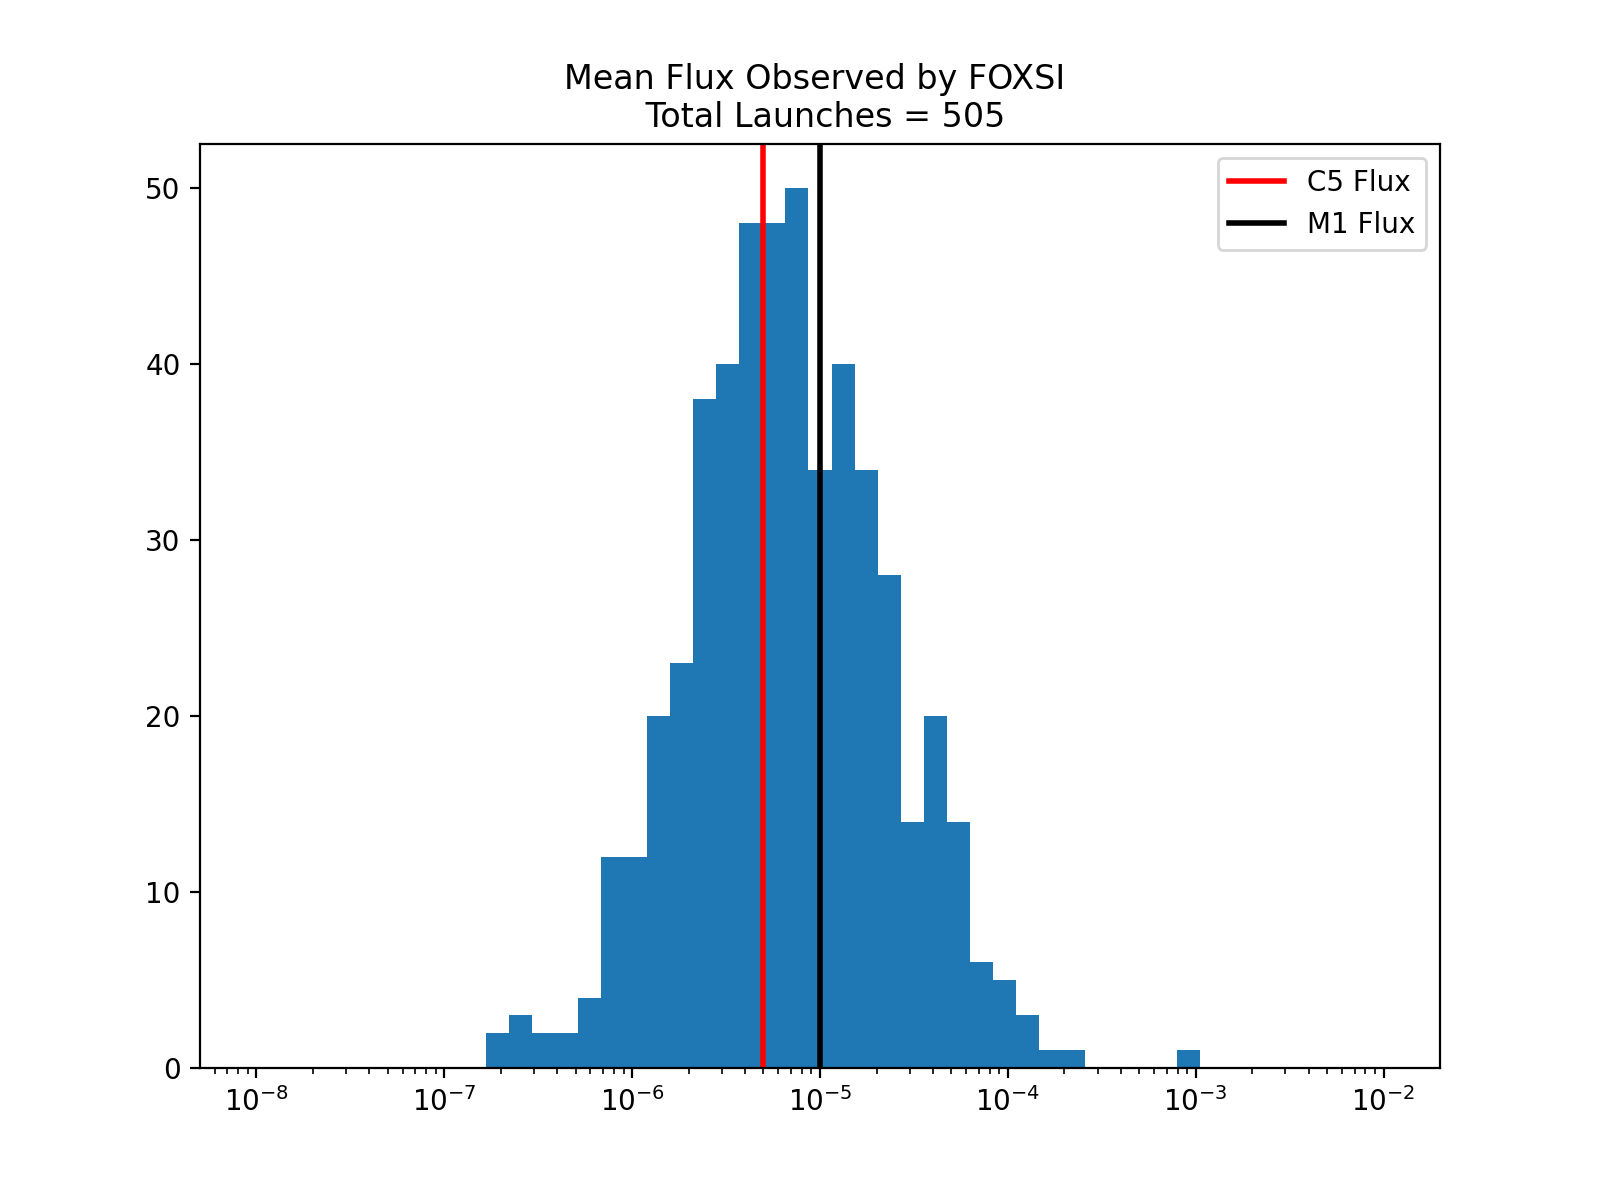 Mean Flux Observed by FOXSI
Total Launches = 505
C5 Flux
M1 Flux
50
40
30
20
10
0
10⁻⁸ 10⁻⁷ 10⁻⁶ 10⁻⁵ 10⁻⁴ 10⁻³ 10⁻²